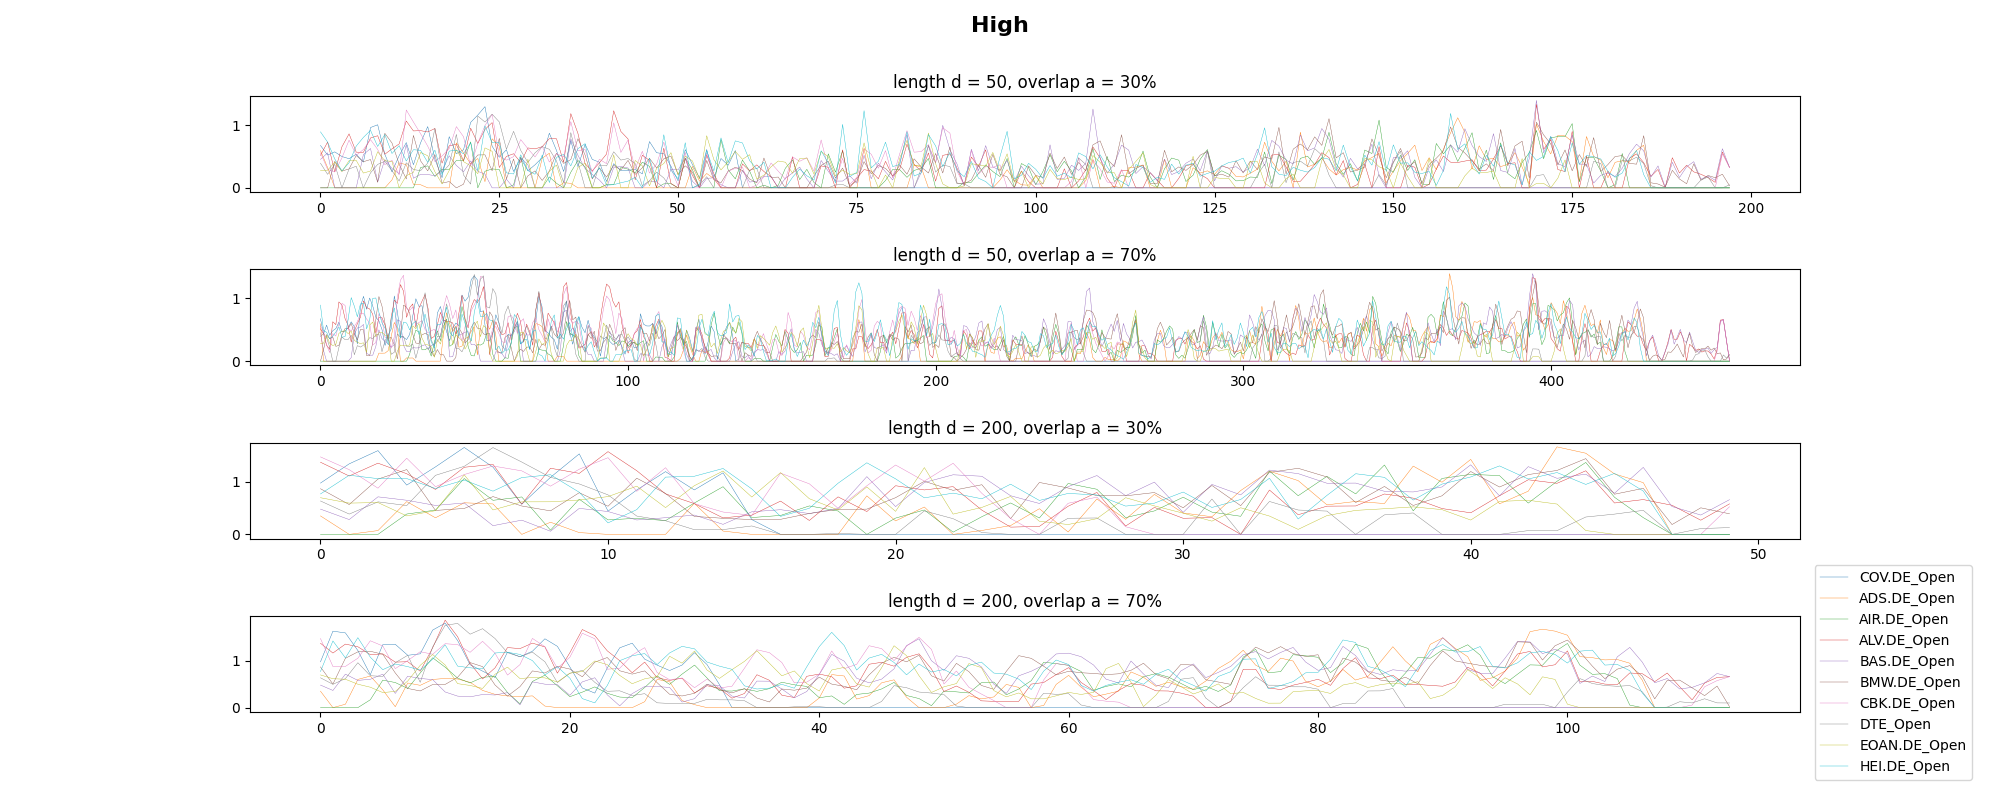 High
length d = 50, overlap a = 30%
1
0
0 25 50 75 100 125 150 175 200
length d = 50, overlap a = 70%
1
0
0 100 200 300 400
length d = 200, overlap a = 30%
1
0
0 10 20 30 40 50
length d = 200, overlap a = 70%
1
0
0 20 40 60 80 100
COV.DE_Open
ADS.DE_Open
AIR.DE_Open
ALV.DE_Open
BAS.DE_Open
BMW.DE_Open
CBK.DE_Open
DTE_Open
EOAN.DE_Open
HEI.DE_Open